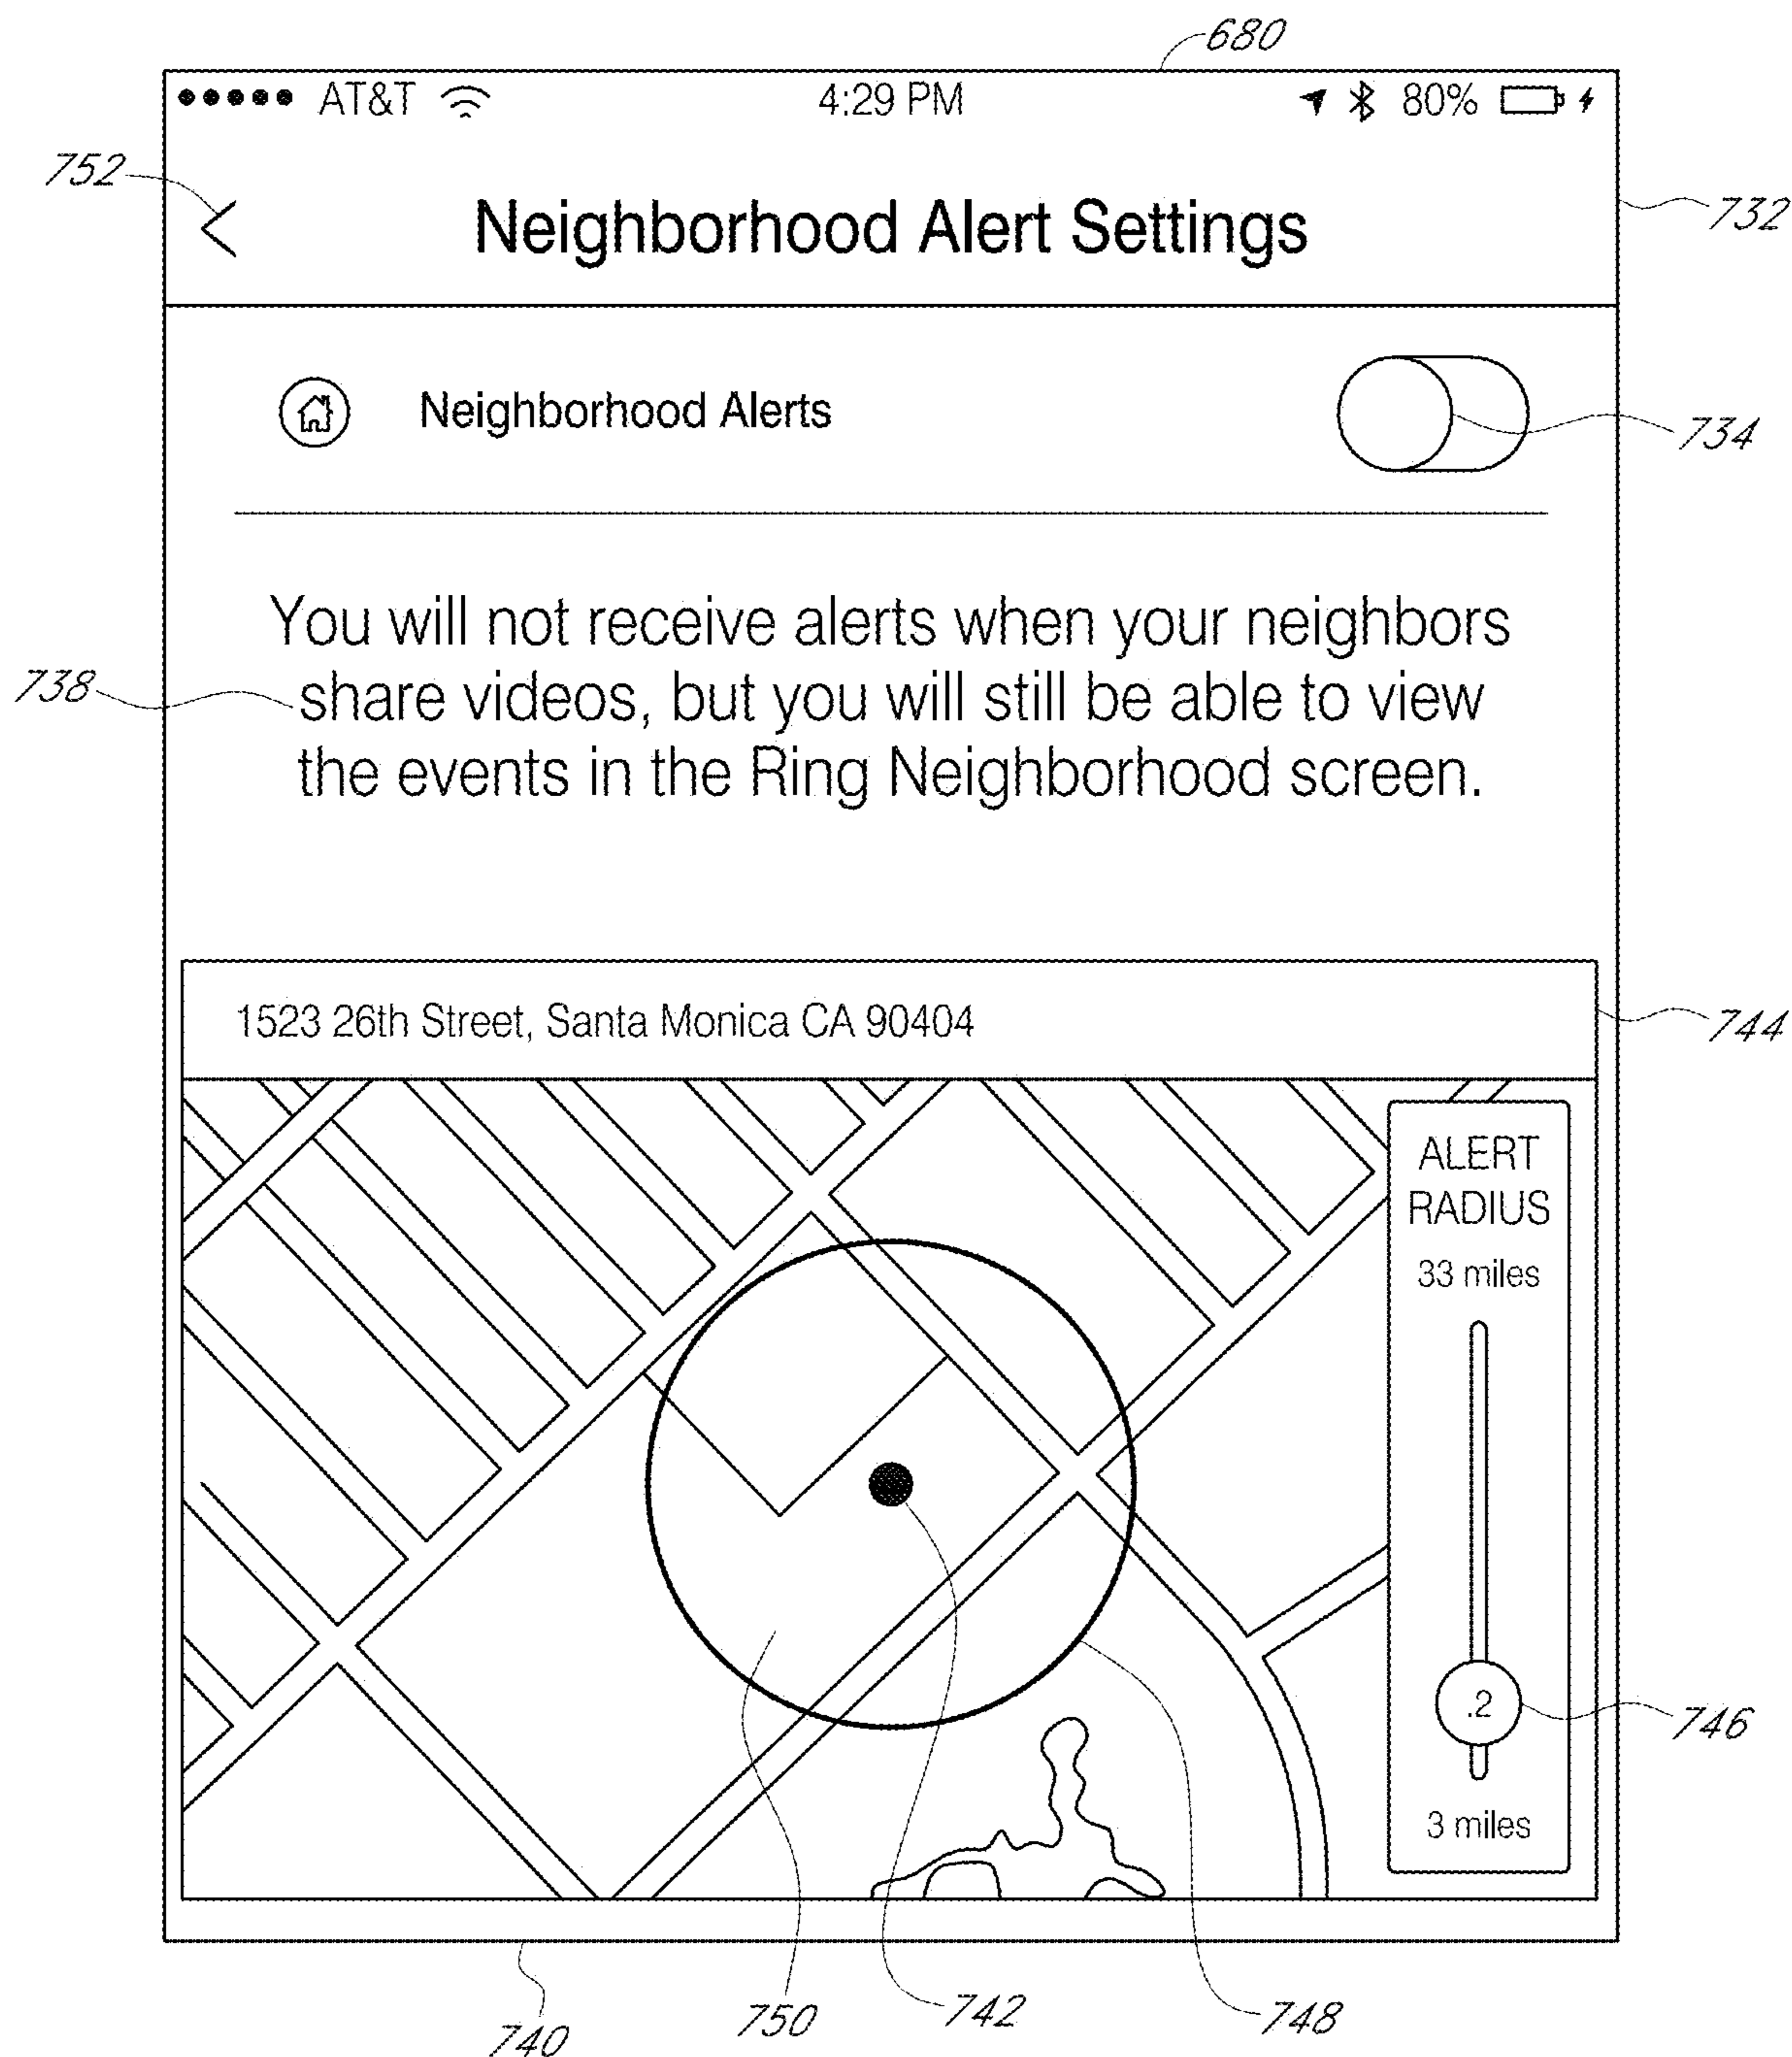 680
AT&T 4:29 PM 80%
752
< Neighborhood Alert Settings
732
Neighborhood Alerts
734
You will not receive alerts when your neighbors
738
share videos, but you will still be able to view
the events in the Ring Neighborhood screen.
1523 26th Street, Santa Monica CA 90404
744
ALERT
RADIUS
33 miles
.2
746
3 miles
740
750
742
748